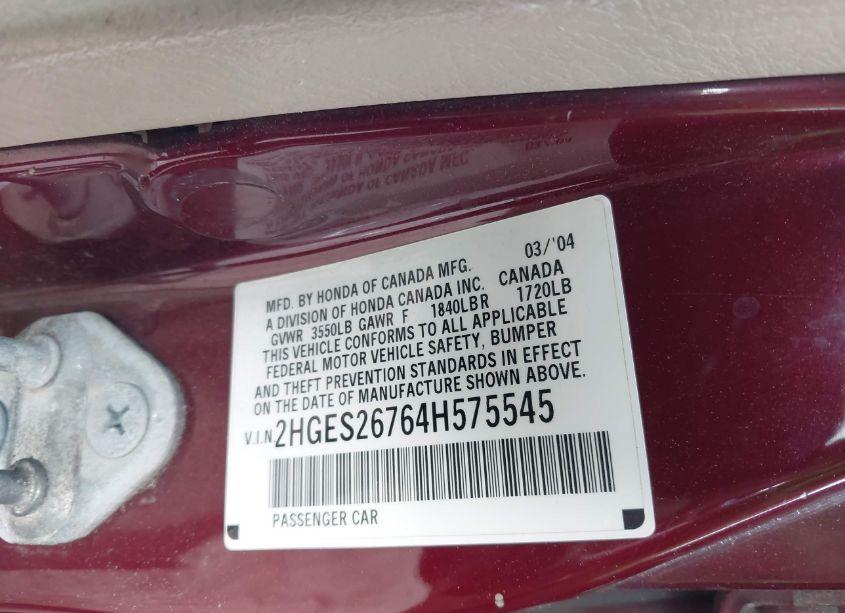 03/'04
MFD. BY HONDA OF CANADA MFG.
A DIVISION OF HONDA CANADA INC. CANADA
GVWR 3550LB GAWR F 1840LB R 1720LB
THIS VEHICLE CONFORMS TO ALL APPLICABLE
FEDERAL MOTOR VEHICLE SAFETY, BUMPER
AND THEFT PREVENTION STANDARDS IN EFFECT
ON THE DATE OF MANUFACTURE SHOWN ABOVE.
V.I.N. 2HGES26764H575545
PASSENGER CAR